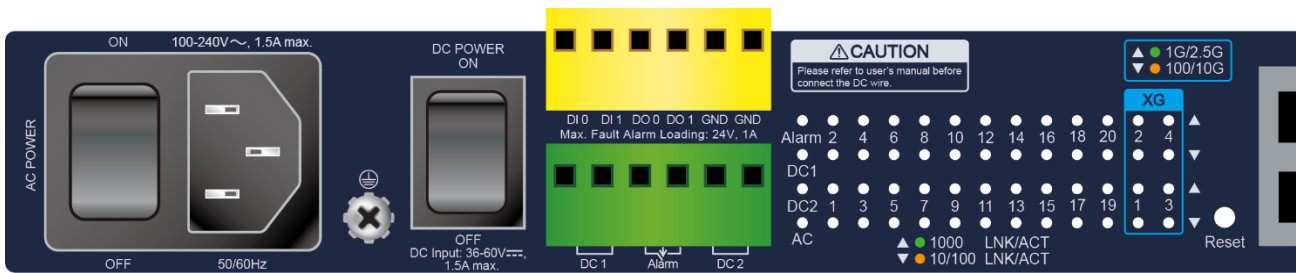 ON
100-240V～, 1.5A max.
AC POWER
OFF
50/60Hz
DC POWER
ON
OFF
DC Input: 36-60V⎓,
1.5A max.
DI 0 DI 1 DO 0 DO 1 GND GND
Max. Fault Alarm Loading: 24V, 1A
DC 1 Alarm DC 2
⚠CAUTION
Please refer to user's manual before
connect the DC wire.
▲ 1G/2.5G
▼ 100/10G
XG
Alarm 2 4 6 8 10 12 14 16 18 20 2 4 ▲
DC1 ▼
DC2 1 3 5 7 9 11 13 15 17 19 1 3 ▲
AC ▼
▲ 1000 LNK/ACT
▼ 10/100 LNK/ACT
Reset